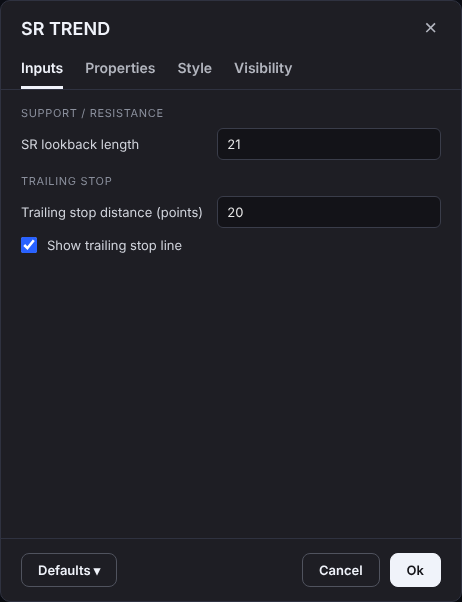 SR TREND
Inputs Properties Style Visibility
SUPPORT / RESISTANCE
SR lookback length 21
TRAILING STOP
Trailing stop distance (points) 20
Show trailing stop line
Defaults ▾ Cancel Ok